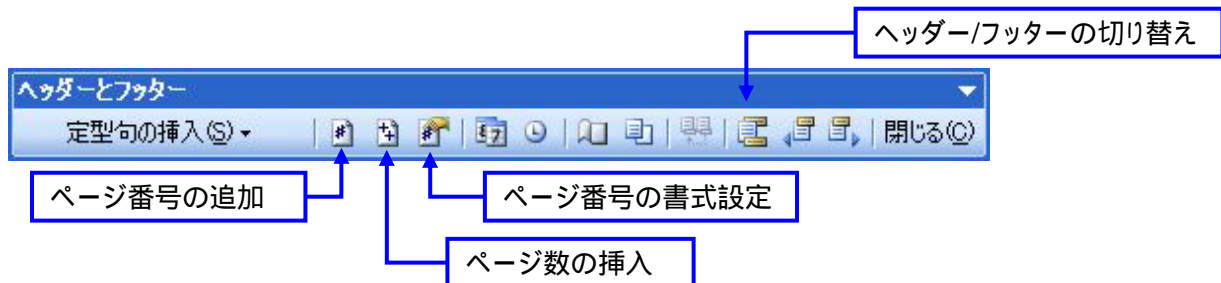 ヘッダー/フッターの切り替え
ヘッダーとフッター
定型句の挿入(S)
閉じる(C)
ページ番号の追加
ページ番号の書式設定
ページ数の挿入